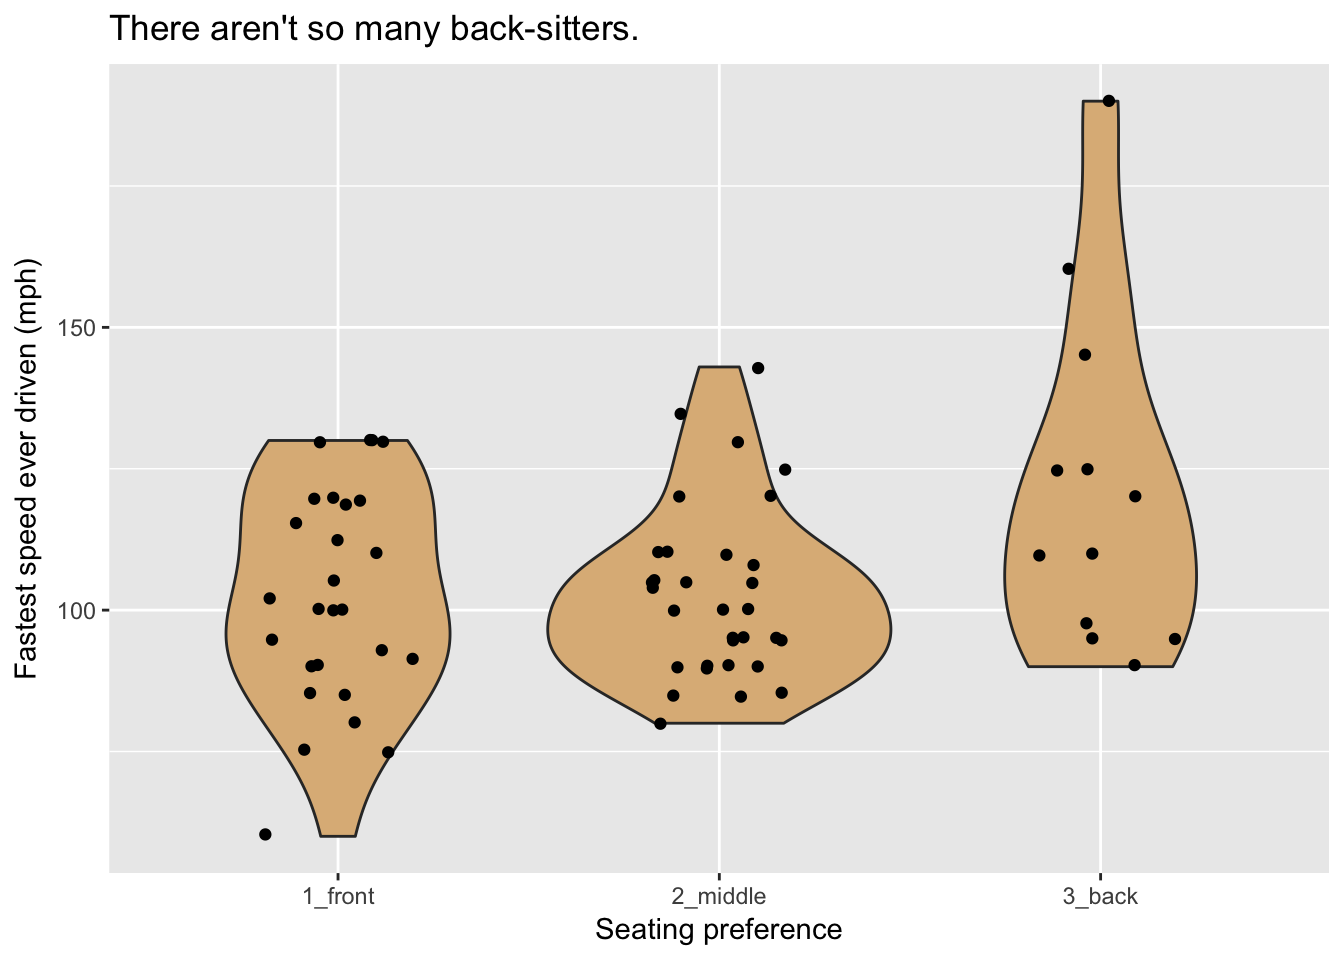 There aren't so many back-sitters.
Fastest speed ever driven (mph)
150
100
1_front
2_middle
3_back
Seating preference